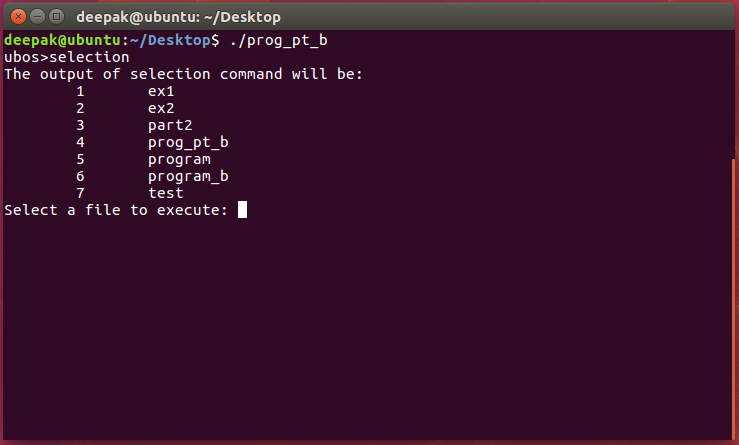 deepak@ubuntu: ~/Desktop
deepak@ubuntu:~/Desktop$ ./prog_pt_b
ubos>selection
The output of selection command will be:
1 ex1
2 ex2
3 part2
4 prog_pt_b
5 program
6 program_b
7 test
Select a file to execute: